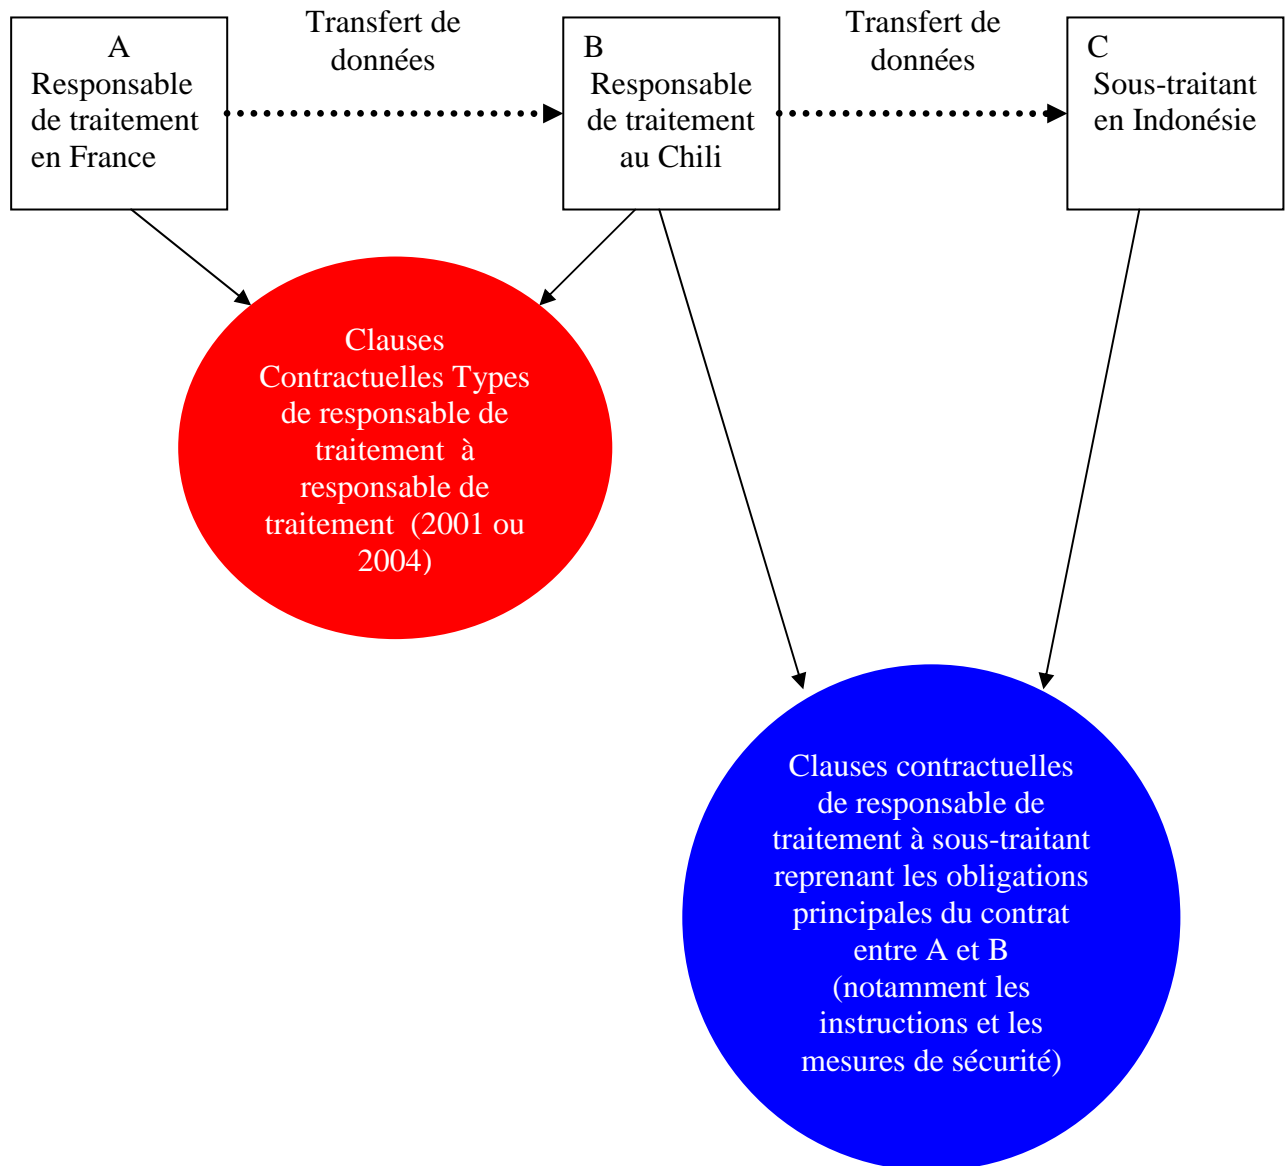 A
Responsable
de traitement
en France
Transfert de
données
B
Responsable
de traitement
au Chili
Transfert de
données
C
Sous-traitant
en Indonésie
Clauses
Contractuelles Types
de responsable de
traitement à
responsable de
traitement (2001 ou
2004)
Clauses contractuelles
de responsable de
traitement à sous-traitant
reprenant les obligations
principales du contrat
entre A et B
(notamment les
instructions et les
mesures de sécurité)